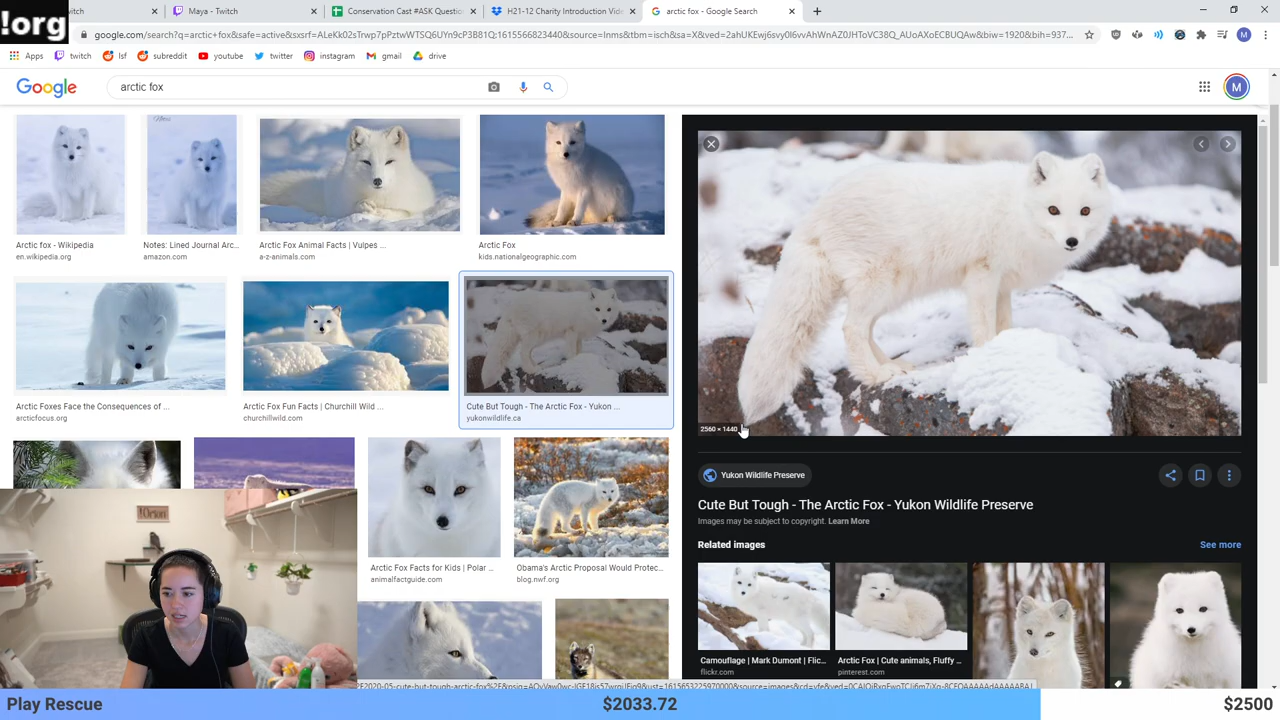 !org
tch
Maya - Twitch
Conservation Cast #ASK Questio
H21-12 Charity Introduction Vide
arctic fox - Google Search
Apps
twitch
lsf
subreddit
youtube
twitter
instagram
gmail
drive
M
Google
arctic fox
M
Arctic fox - Wikipedia
en.wikipedia.org
Notes: Lined Journal Arc...
amazon.com
Arctic Fox Animal Facts | Vulpes ...
a-z-animals.com
Arctic Fox
kids.nationalgeographic.com
Arctic Foxes Face the Consequences of ...
arcticfocus.org
Arctic Fox Fun Facts | Churchill Wild ...
churchillwild.com
Cute But Tough - The Arctic Fox - Yukon ...
yukonwildlife.ca
2560 × 1440
Yukon Wildlife Preserve
Cute But Tough - The Arctic Fox - Yukon Wildlife Preserve
Images may be subject to copyright. Learn More
Related images
See more
Arctic Fox Facts for Kids | Polar ...
animalfactguide.com
Obama's Arctic Proposal Would Protec...
blog.nwf.org
Camouflage | Mark Dumont | Flic...
flickr.com
Arctic Fox | Cute animals, Fluffy ...
pinterest.com
Play Rescue
$2033.72
$2500